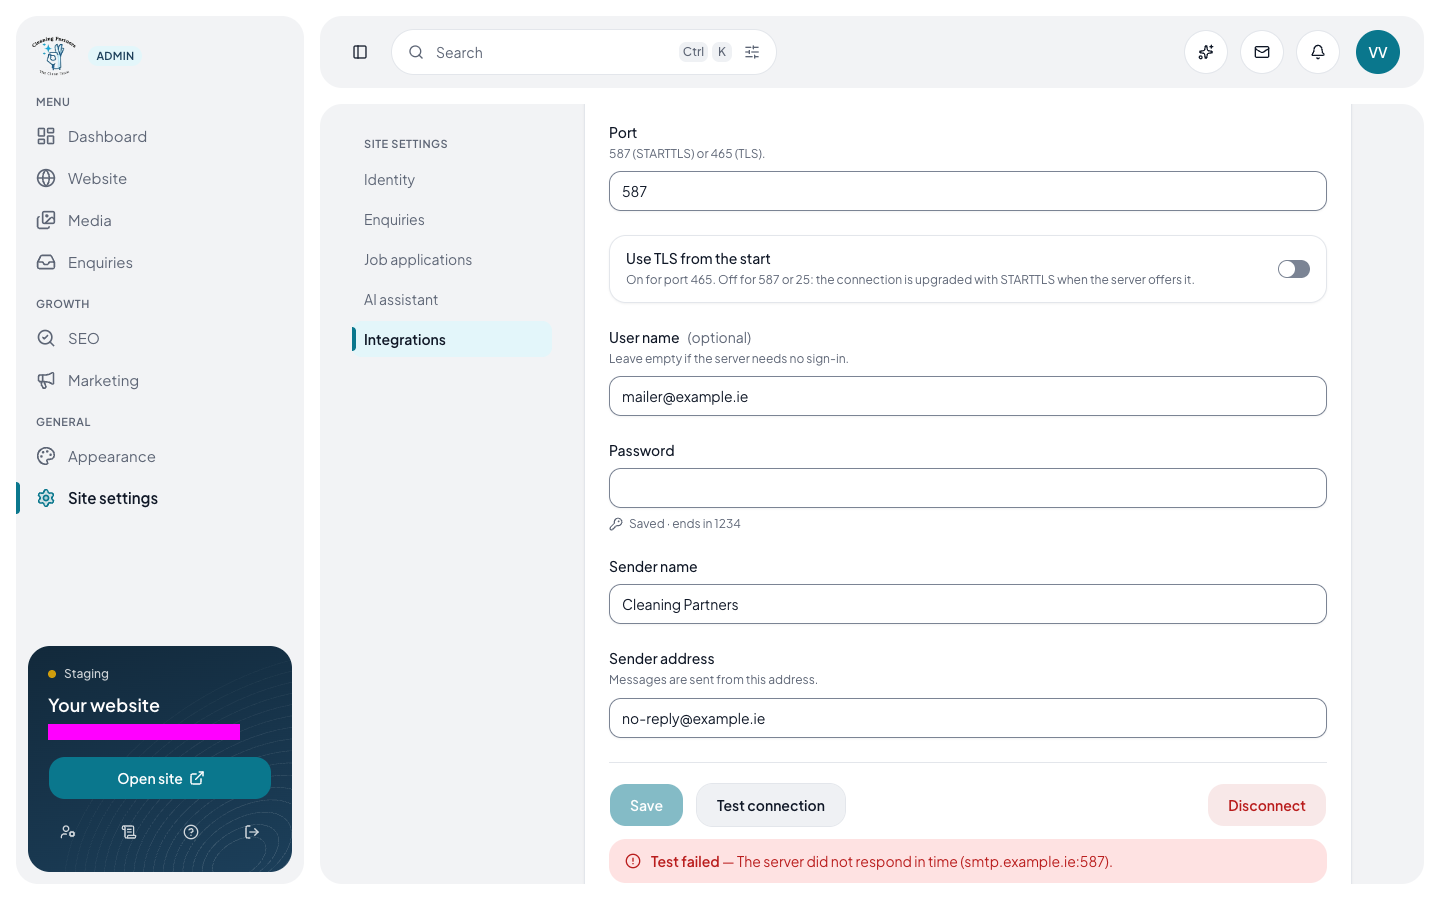 Cleaning Partners
The Clean Team
ADMIN
MENU
Dashboard
Website
Media
Enquiries
GROWTH
SEO
Marketing
GENERAL
Appearance
Site settings
Staging
Your website
Open site
Search
Ctrl K
VV
SITE SETTINGS
Identity
Enquiries
Job applications
AI assistant
Integrations
Port
587 (STARTTLS) or 465 (TLS).
587
Use TLS from the start
On for port 465. Off for 587 or 25: the connection is upgraded with STARTTLS when the server offers it.
User name (optional)
Leave empty if the server needs no sign-in.
mailer@example.ie
Password
Saved · ends in 1234
Sender name
Cleaning Partners
Sender address
Messages are sent from this address.
no-reply@example.ie
Save
Test connection
Disconnect
Test failed — The server did not respond in time (smtp.example.ie:587).